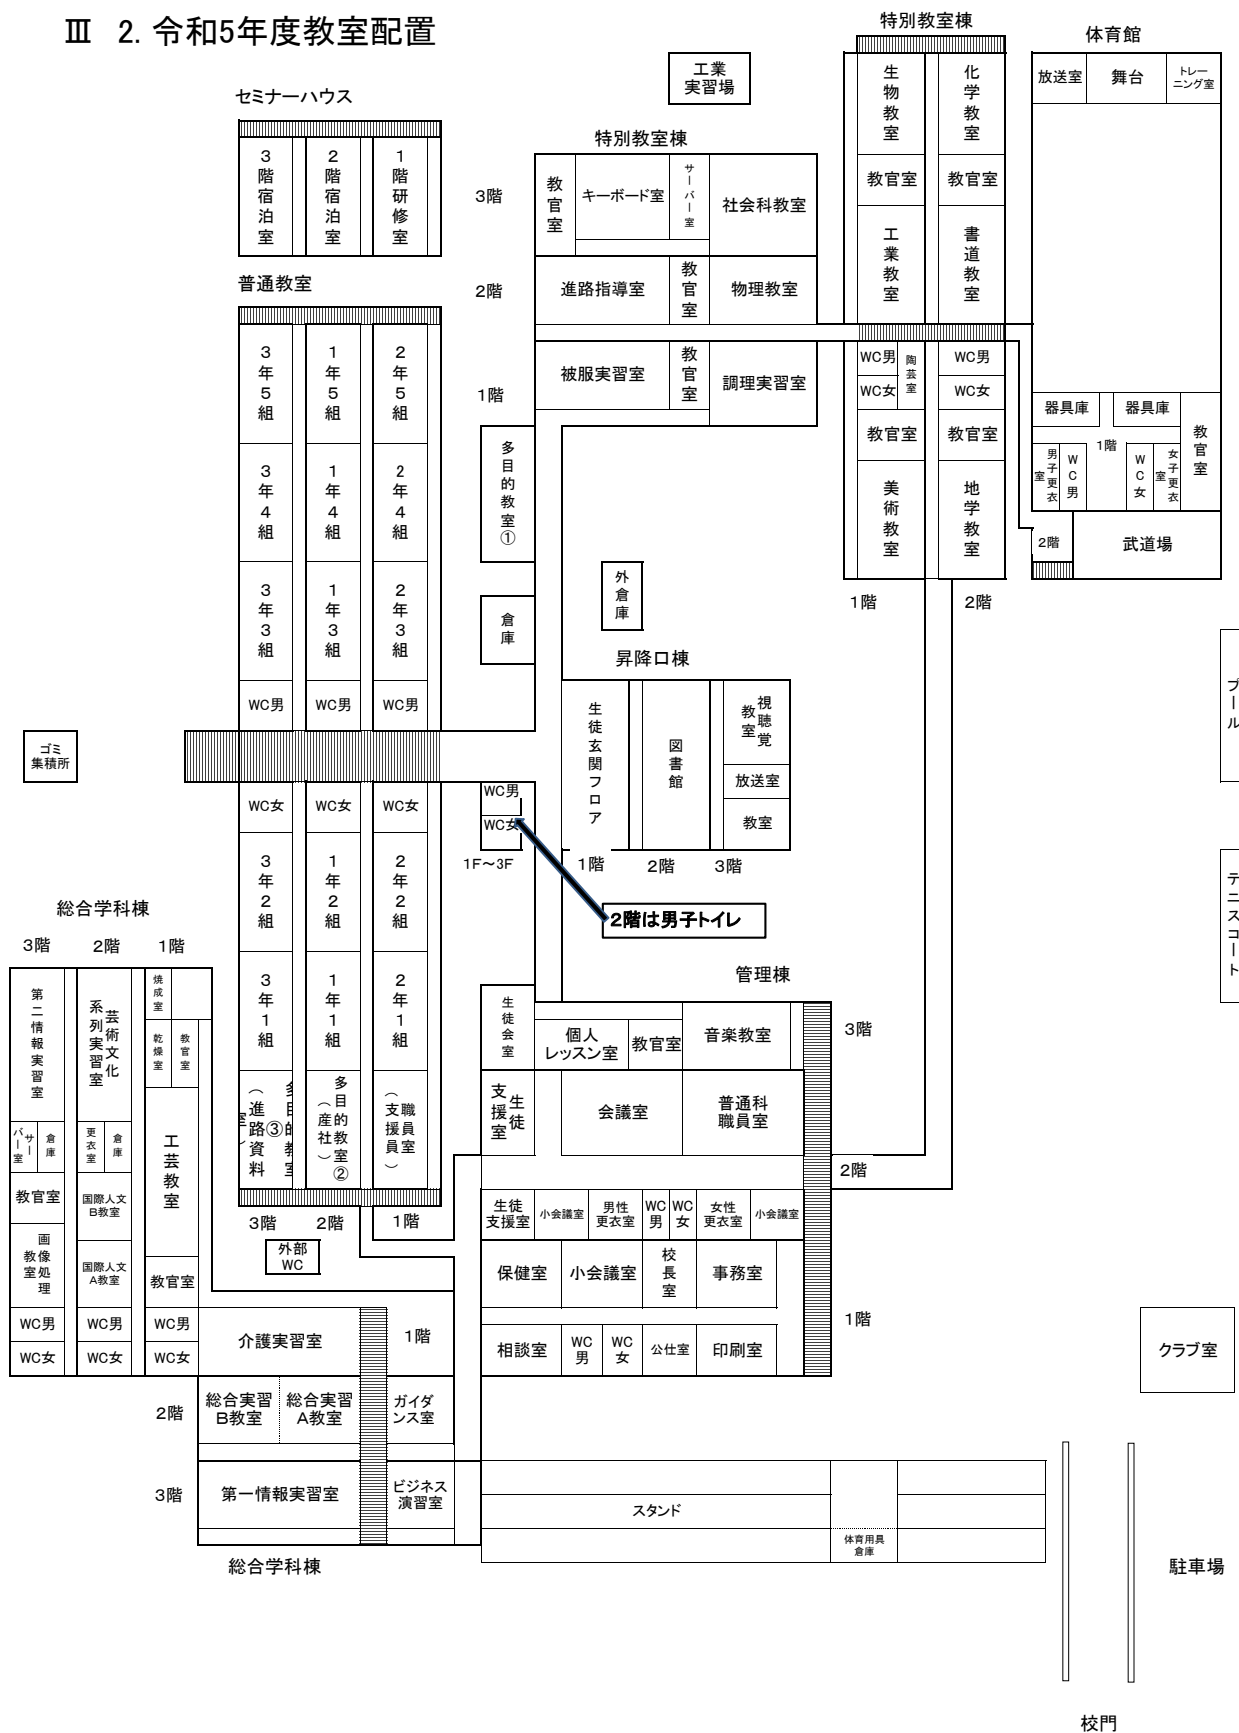 Ⅲ 2. 令和5年度教室配置
特別教室棟
体育館
工業
実習場
生物教室
化学教室
放送室
舞台
トレー
ニング室
教官室
教官室
工業教室
書道教室
セミナーハウス
3階宿泊室
2階宿泊室
1階研修室
特別教室棟
3階
教官室
キーボード室
サーバー室
社会科教室
2階
進路指導室
教官室
物理教室
1階
被服実習室
教官室
調理実習室
WC男
陶芸室
WC男
WC女
WC女
教官室
教官室
美術教室
地学教室
1階
2階
器具庫
器具庫
教官室
1階
男子更衣室
WC男
WC女
女子更衣室
2階
武道場
普通教室
3年5組
1年5組
2年5組
3年4組
1年4組
2年4組
3年3組
1年3組
2年3組
WC男
WC男
WC男
多目的教室①
倉庫
外倉庫
昇降口棟
生徒玄関フロア
図書館
視聴覚教室
放送室
教室
1階
2階
3階
プール
ゴミ
集積所
WC女
WC女
WC女
WC男
WC女
1F～3F
2階は男子トイレ
3年2組
1年2組
2年2組
3年1組
1年1組
2年1組
多目的教室③
(進路資料室)
多目的教室②
(産社)
職員室
(支援員)
3階
2階
1階
テニスコート
総合学科棟
3階
2階
1階
第二情報実習室
芸術文化
系列実習室
焼成室
乾燥室
教官室
サーバー室
倉庫
更衣室
倉庫
工芸教室
教官室
国際人文
B教室
画像処理
教室
国際人文
A教室
教官室
WC男
WC男
WC男
WC女
WC女
WC女
外部
WC
管理棟
生徒会室
個人
レッスン室
教官室
音楽教室
3階
生徒
支援室
会議室
普通科
職員室
2階
生徒
支援室
小会議室
男性
更衣室
WC
男
WC
女
女性
更衣室
小会議室
保健室
小会議室
校長室
事務室
1階
相談室
WC
男
WC
女
公仕室
印刷室
介護実習室
1階
2階
総合実習
B教室
総合実習
A教室
ガイダ
ンス室
3階
第一情報実習室
ビジネス
演習室
総合学科棟
スタンド
体育用具
倉庫
クラブ室
駐車場
校門